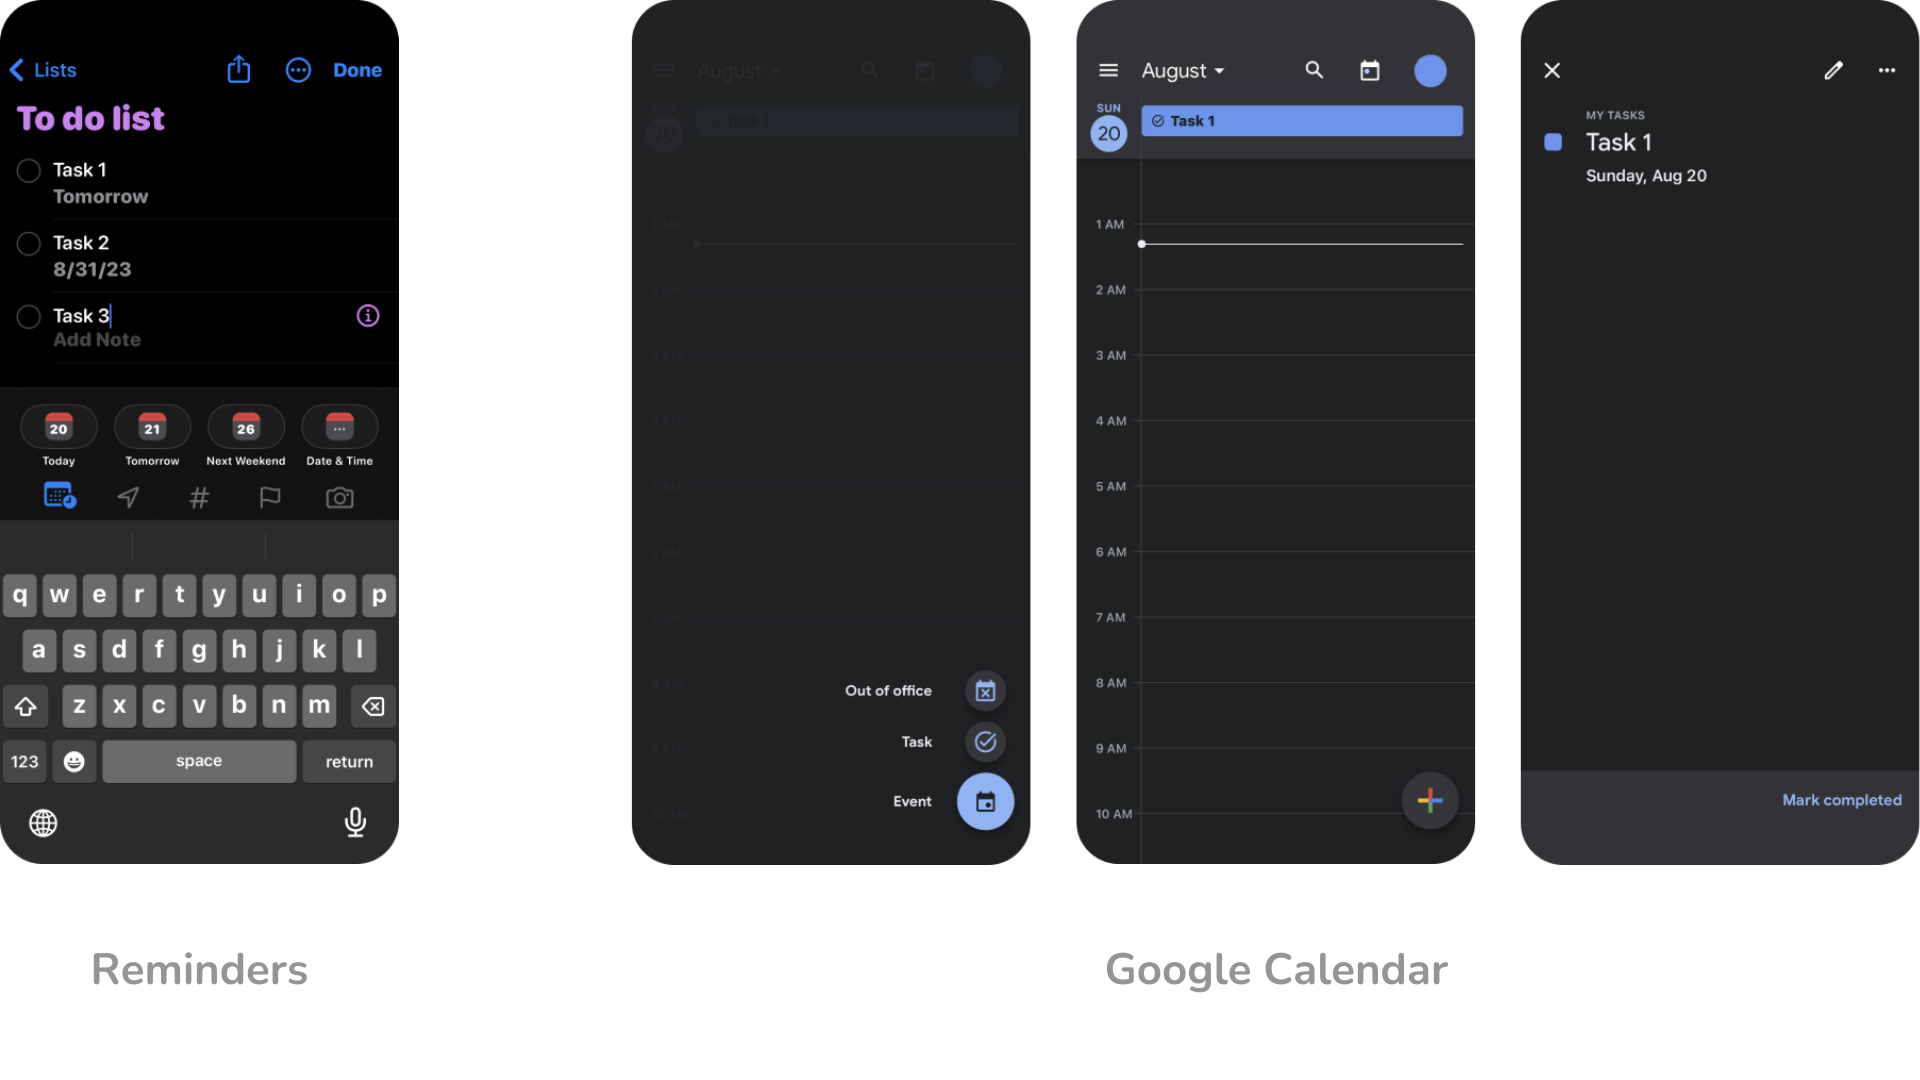 Lists
Done
To do list
Task 1
Tomorrow
Task 2
8/31/23
Task 3
Add Note
20
21
26
Today
Tomorrow
Next Weekend
Date & Time
#
q w e r t y u i o p
a s d f g h j k l
z x c v b n m
123
space
return
Reminders
August
SUN
20
Task 1
1 AM
2 AM
3 AM
4 AM
5 AM
6 AM
7 AM
8 AM
9 AM
10 AM
Out of office
Task
Event
August
SUN
20
Task 1
1 AM
2 AM
3 AM
4 AM
5 AM
6 AM
7 AM
8 AM
9 AM
10 AM
MY TASKS
Task 1
Sunday, Aug 20
Mark completed
Google Calendar